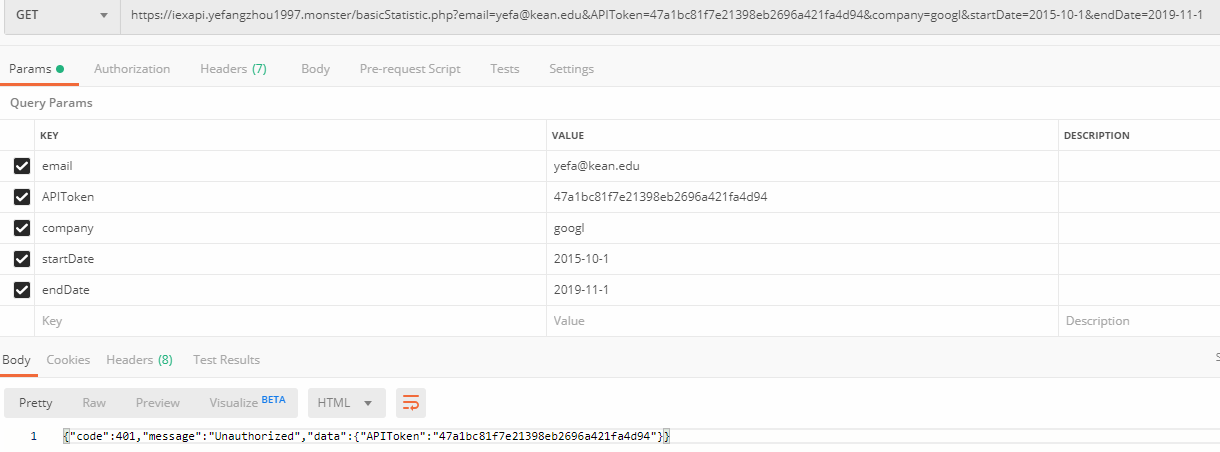 GET https://iexapi.yefangzhou1997.monster/basicStatistic.php?email=yefa@kean.edu&APIToken=47a1bc81f7e21398eb2696a421fa4d94&company=googl&startDate=2015-10-1&endDate=2019-11-1
Params Authorization Headers (7) Body Pre-request Script Tests Settings
Query Params
KEY VALUE DESCRIPTION
email yefa@kean.edu
APIToken 47a1bc81f7e21398eb2696a421fa4d94
company googl
startDate 2015-10-1
endDate 2019-11-1
Key Value Description
Body Cookies Headers (8) Test Results
Pretty Raw Preview Visualize BETA HTML
1 {"code":401,"message":"Unauthorized","data":{"APIToken":"47a1bc81f7e21398eb2696a421fa4d94"}}